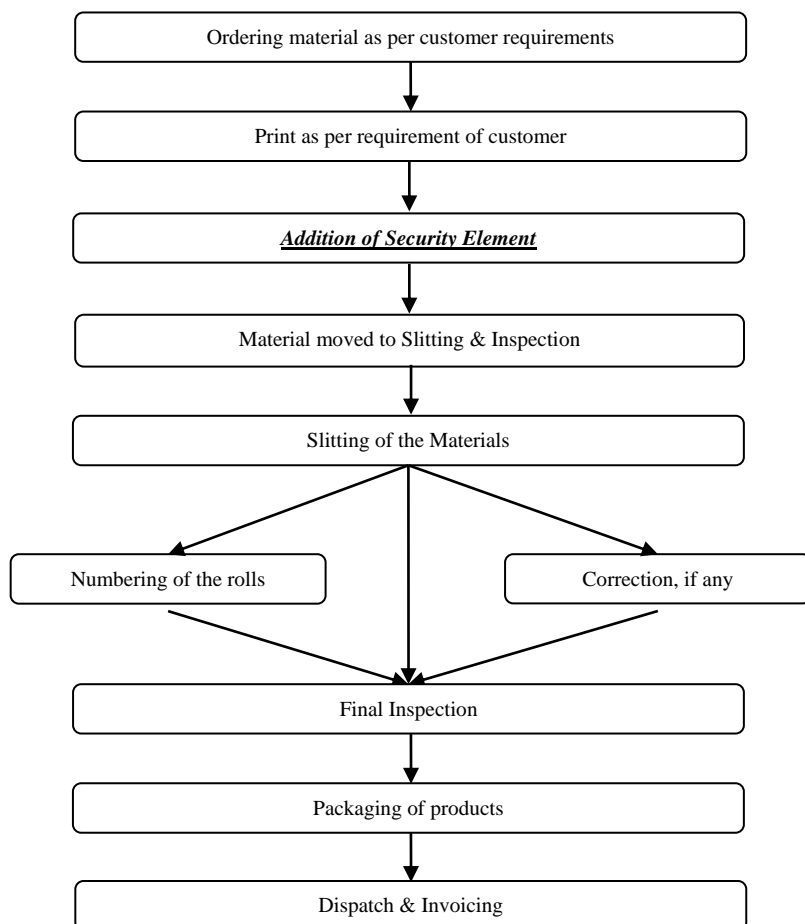 Ordering material as per customer requirements
Print as per requirement of customer
Addition of Security Element
Material moved to Slitting & Inspection
Slitting of the Materials
Numbering of the rolls
Correction, if any
Final Inspection
Packaging of products
Dispatch & Invoicing